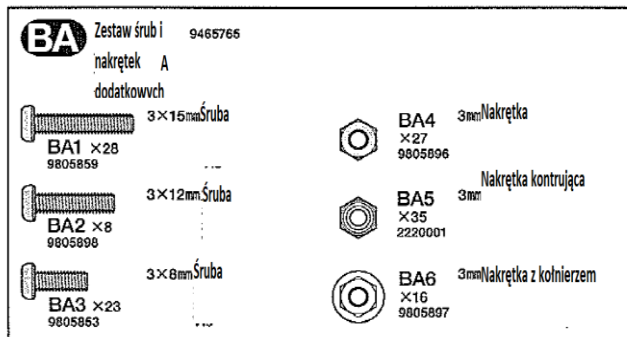 BA Zestaw śrub i 9465765
nakrętek A
dodatkowych
3×15mm Śruba
BA1 ×28
9805859
3×12mm Śruba
BA2 ×8
9805898
3×8mm Śruba
BA3 ×23
9805853
BA4 3mm Nakrętka
×27
9805896
Nakrętka kontrująca
BA5 3mm
×35
2220001
BA6 3mm Nakrętka z kołnierzem
×16
9805897